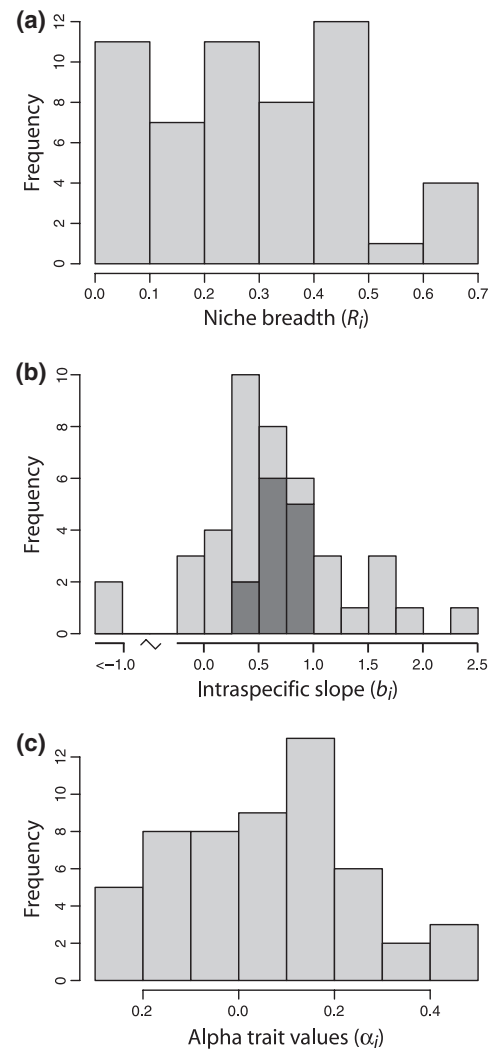 (a)
12
10
8
6
4
2
0
Frequency
0.0 0.1 0.2 0.3 0.4 0.5 0.6 0.7
Niche breadth (Ri)
(b)
10
8
6
4
2
0
Frequency
<−1.0 0.0 0.5 1.0 1.5 2.0 2.5
Intraspecific slope (bi)
(c)
12
10
8
6
4
2
0
Frequency
0.2 0.0 0.2 0.4
Alpha trait values (αi)